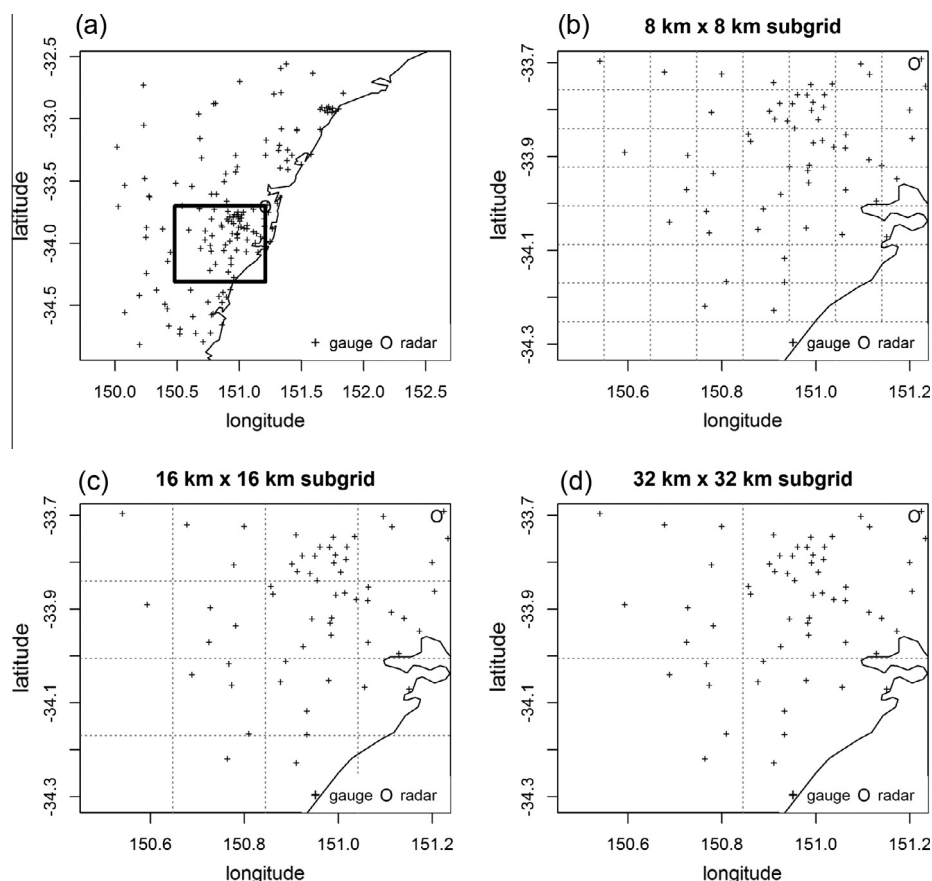 (a)
latitude
-32.5
-33.0
-33.5
-34.0
-34.5
+ gauge O radar
150.0 150.5 151.0 151.5 152.0 152.5
longitude
(b) 8 km x 8 km subgrid
latitude
-33.7
-33.9
-34.1
-34.3
O
+ gauge O radar
150.6 150.8 151.0 151.2
longitude
(c) 16 km x 16 km subgrid
latitude
-33.7
-33.9
-34.1
-34.3
O
+ gauge O radar
150.6 150.8 151.0 151.2
longitude
(d) 32 km x 32 km subgrid
latitude
-33.7
-33.9
-34.1
-34.3
O
+ gauge O radar
150.6 150.8 151.0 151.2
longitude